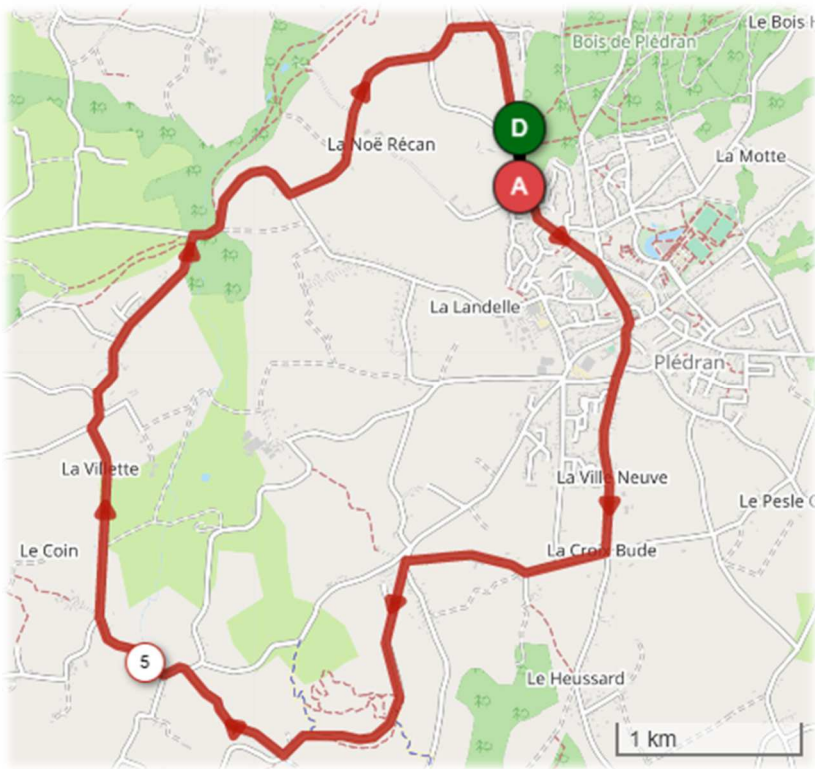 Le Bois
Bois de Plédran
D
La Noë Récan
La Motte
A
La Landelle
Plédran
La Villette
La Ville Neuve
Le Pesle
Le Coin
La Croix Bude
5
Le Heussard
1 km